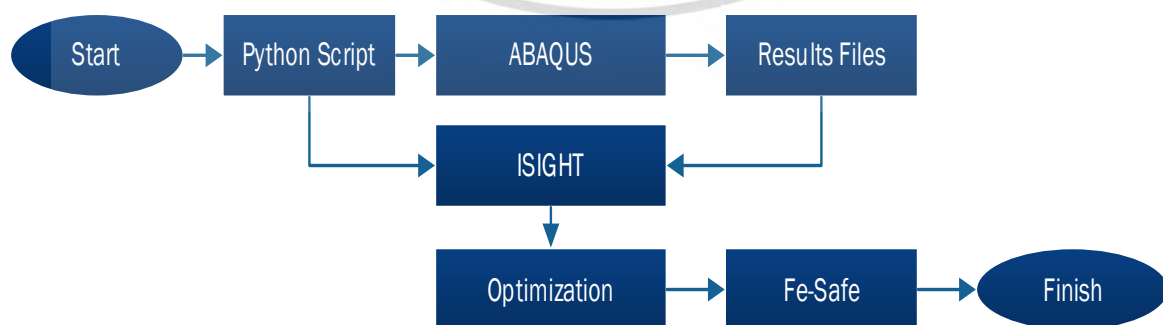 Start
Python Script
ABAQUS
Results Files
ISIGHT
Optimization
Fe-Safe
Finish